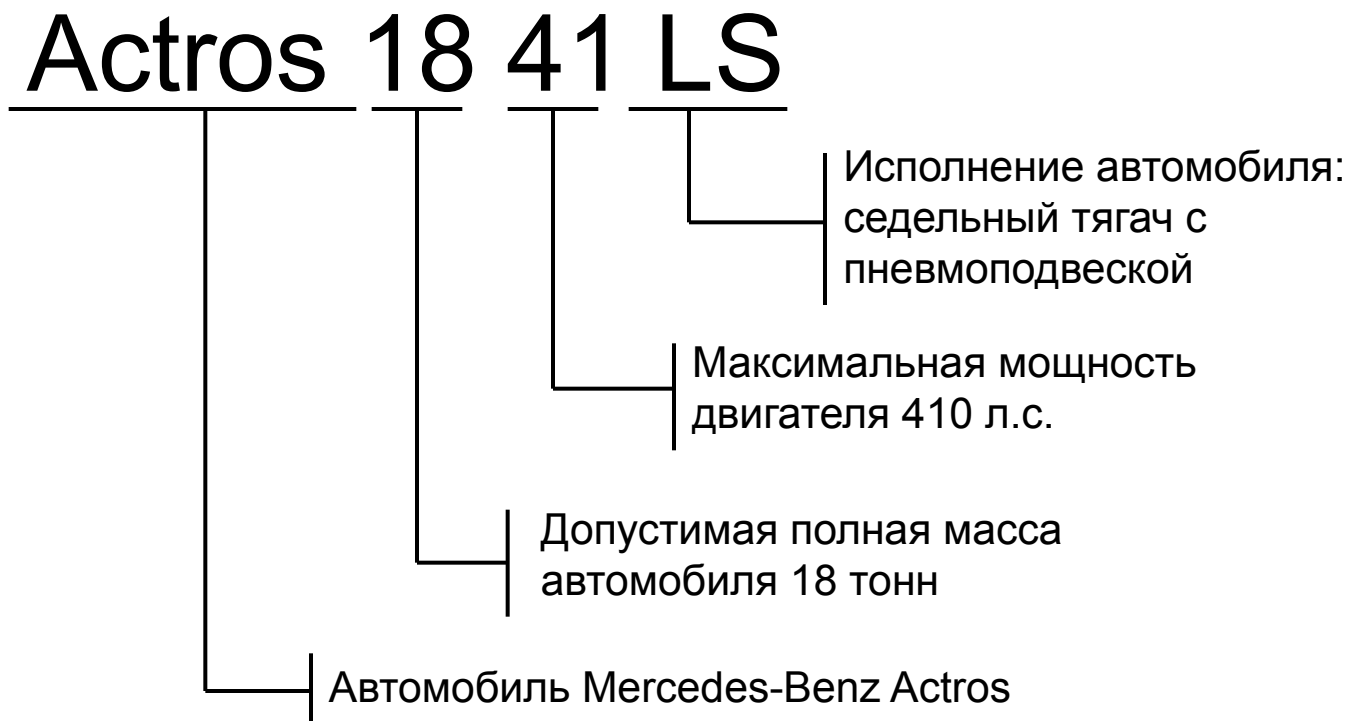 Actros 18 41 LS
Исполнение автомобиля:
седельный тягач с
пневмоподвеской
Максимальная мощность
двигателя 410 л.с.
Допустимая полная масса
автомобиля 18 тонн
Автомобиль Mercedes-Benz Actros